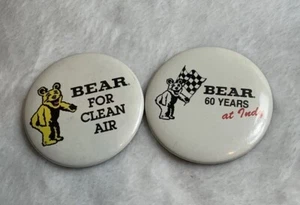 BEAR
FOR
CLEAN
AIR
BEAR
60 YEARS
at Indy